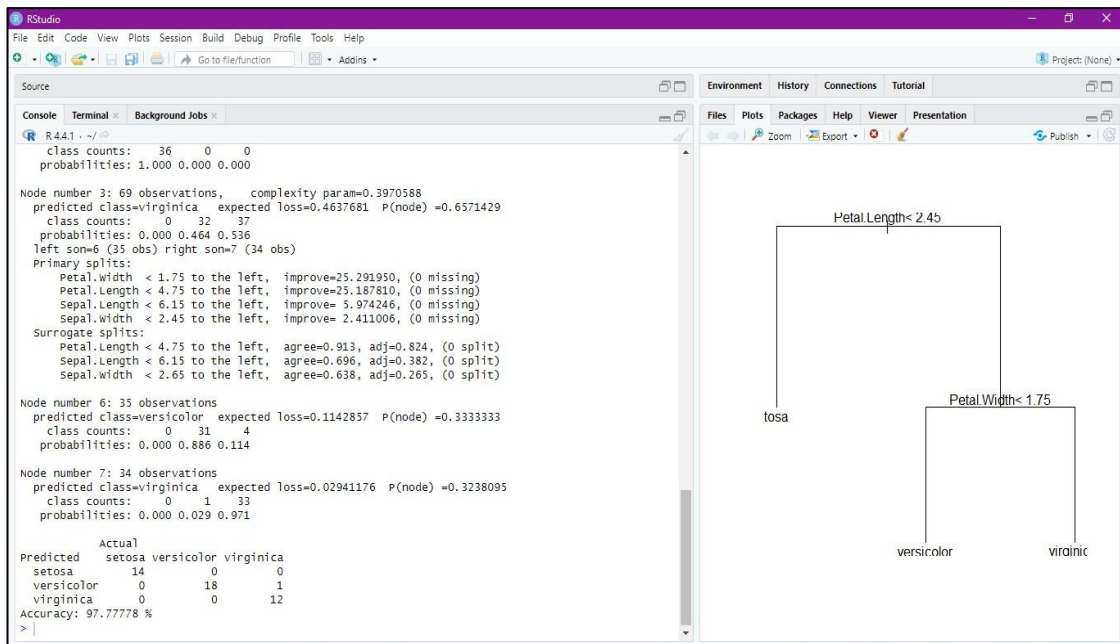 RStudio
File Edit Code View Plots Session Build Debug Profile Tools Help
Go to file/function Addins Project: (None)
Source
Console Terminal Background Jobs
R 4.4.1 · ~/
class counts: 36 0 0
probabilities: 1.000 0.000 0.000
Node number 3: 69 observations, complexity param=0.3970588
predicted class=virginica expected loss=0.4637681 P(node) =0.6571429
class counts: 0 32 37
probabilities: 0.000 0.464 0.536
left son=6 (35 obs) right son=7 (34 obs)
Primary splits:
Petal.Width < 1.75 to the left, improve=25.291950, (0 missing)
Petal.Length < 4.75 to the left, improve=25.187810, (0 missing)
Sepal.Length < 6.15 to the left, improve= 5.974246, (0 missing)
Sepal.Width < 2.45 to the left, improve= 2.411006, (0 missing)
Surrogate splits:
Petal.Length < 4.75 to the left, agree=0.913, adj=0.824, (0 split)
Sepal.Length < 6.15 to the left, agree=0.696, adj=0.382, (0 split)
Sepal.Width < 2.65 to the left, agree=0.638, adj=0.265, (0 split)
Node number 6: 35 observations
predicted class=versicolor expected loss=0.1142857 P(node) =0.3333333
class counts: 0 31 4
probabilities: 0.000 0.886 0.114
Node number 7: 34 observations
predicted class=virginica expected loss=0.02941176 P(node) =0.3238095
class counts: 0 1 33
probabilities: 0.000 0.029 0.971
Actual
Predicted setosa versicolor virginica
setosa 14 0 0
versicolor 0 18 1
virginica 0 0 12
Accuracy: 97.77778 %
>
Environment History Connections Tutorial
Files Plots Packages Help Viewer Presentation
Zoom Export Publish
Petal.Length< 2.45
tosa
Petal.Width< 1.75
versicolor virginic